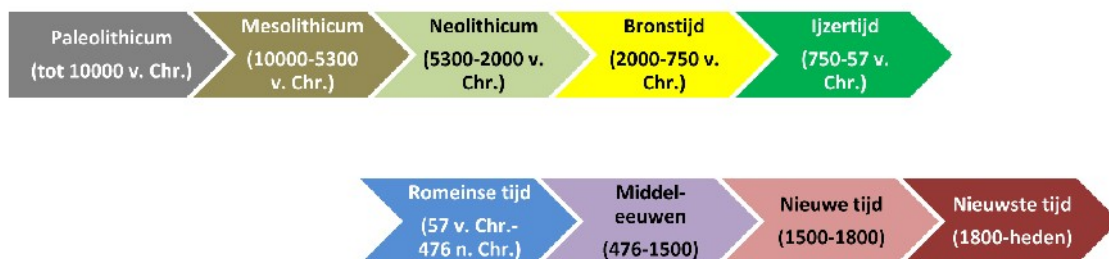 Paleolithicum
(tot 10000 v. Chr.)
Mesolithicum
(10000-5300
v. Chr.)
Neolithicum
(5300-2000 v.
Chr.)
Bronstijd
(2000-750 v.
Chr.)
Ijzertijd
(750-57 v.
Chr.)
Romeinse tijd
(57 v. Chr.-
476 n. Chr.)
Middel-
eeuwen
(476-1500)
Nieuwe tijd
(1500-1800)
Nieuwste tijd
(1800-heden)